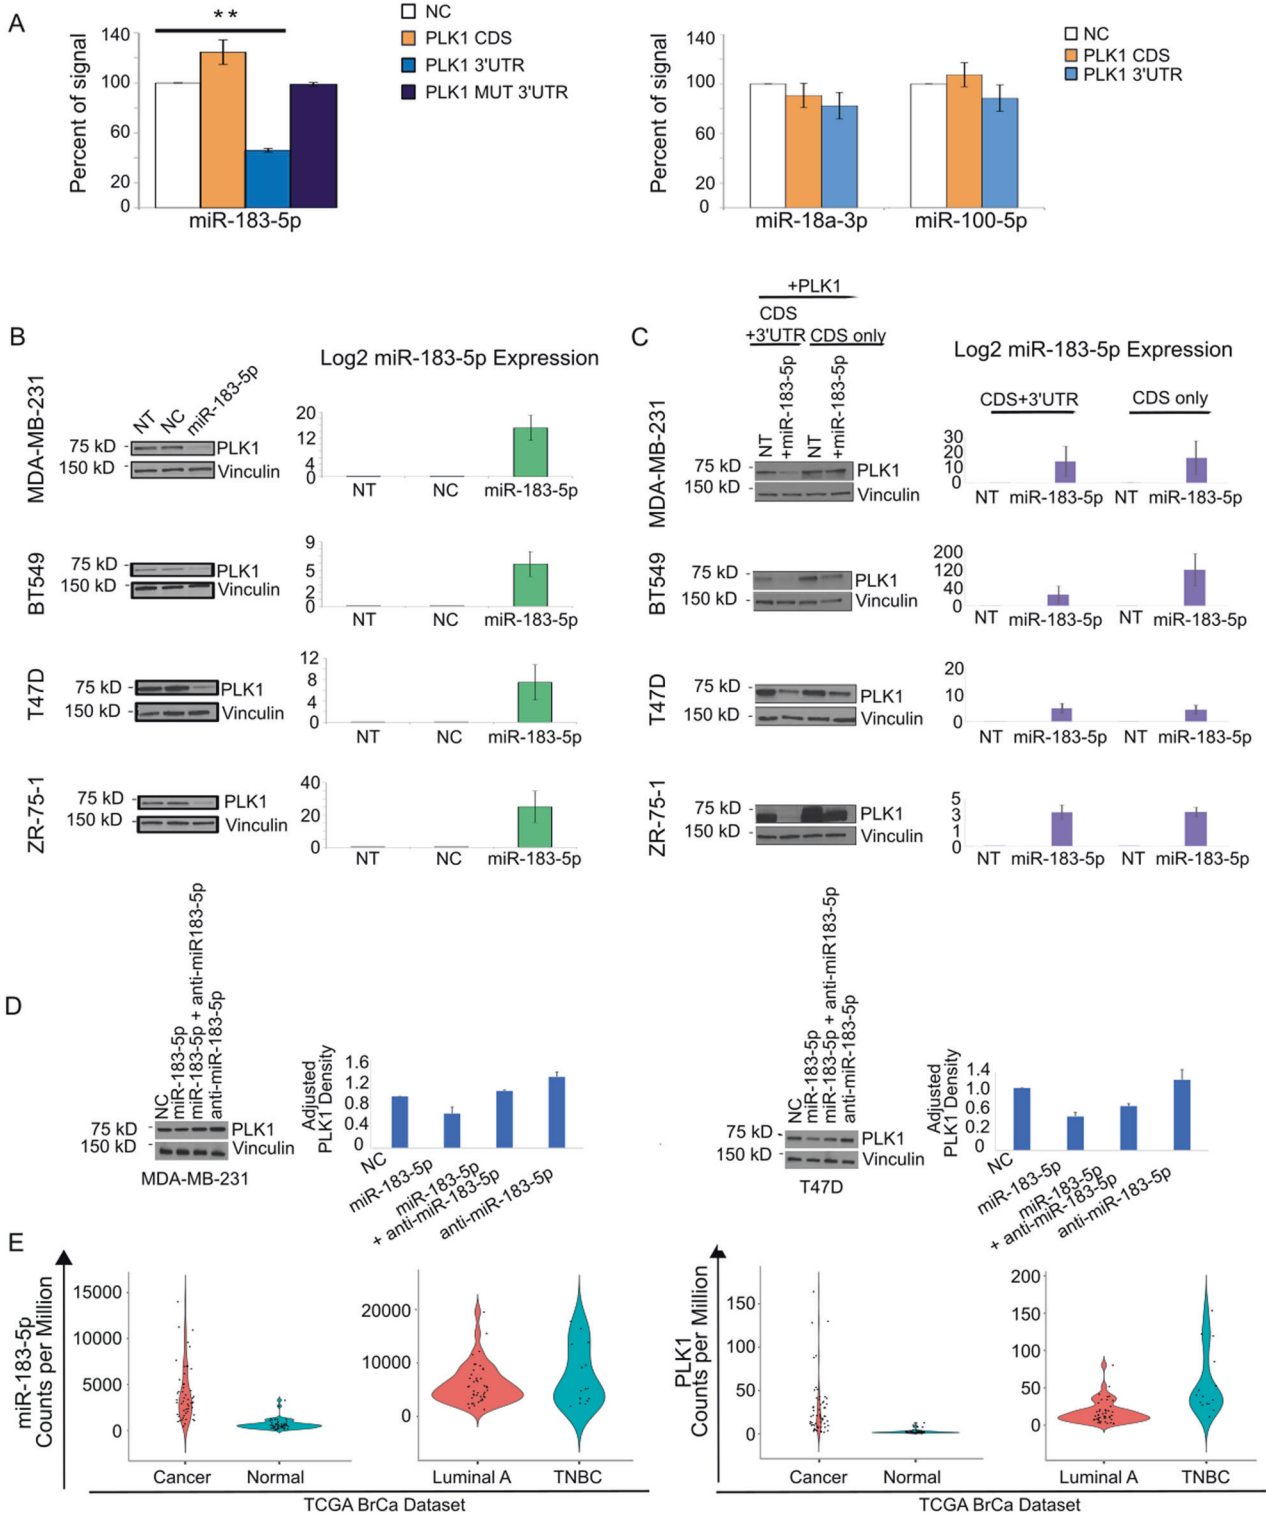 A
Percent of signal
140
100
60
20
0
**
miR-183-5p
NC
PLK1 CDS
PLK1 3'UTR
PLK1 MUT 3'UTR
Percent of signal
140
100
60
20
0
miR-18a-3p
miR-100-5p
NC
PLK1 CDS
PLK1 3'UTR
B
Log2 miR-183-5p Expression
MDA-MB-231
NT
NC
miR-183-5p
75 kD
PLK1
150 kD
Vinculin
20
12
4
0
NT
NC
miR-183-5p
BT549
75 kD
PLK1
150 kD
Vinculin
9
5
2
0
NT
NC
miR-183-5p
T47D
75 kD
PLK1
150 kD
Vinculin
12
8
4
0
NT
NC
miR-183-5p
ZR-75-1
75 kD
PLK1
150 kD
Vinculin
40
20
0
NT
NC
miR-183-5p
C
+PLK1
CDS
+3'UTR
CDS only
Log2 miR-183-5p Expression
CDS+3'UTR
CDS only
MDA-MB-231
NT
+miR-183-5p
NT
+miR-183-5p
75 kD
PLK1
150 kD
Vinculin
30
20
10
0
NT
miR-183-5p
NT
miR-183-5p
BT549
75 kD
PLK1
150 kD
Vinculin
200
120
40
0
NT
miR-183-5p
NT
miR-183-5p
T47D
75 kD
PLK1
150 kD
Vinculin
20
10
0
NT
miR-183-5p
NT
miR-183-5p
ZR-75-1
75 kD
PLK1
150 kD
Vinculin
5
3
1
0
NT
miR-183-5p
NT
miR-183-5p
D
NC
miR-183-5p
miR-183-5p + anti-miR183-5p
anti-miR-183-5p
75 kD
PLK1
150 kD
Vinculin
MDA-MB-231
Adjusted
PLK1 Density
1.6
1.2
0.8
0.4
0
NC
miR-183-5p
miR-183-5p
+ anti-miR-183-5p
anti-miR-183-5p
NC
miR-183-5p
miR-183-5p + anti-miR183-5p
anti-miR-183-5p
75 kD
PLK1
150 kD
Vinculin
T47D
Adjusted
PLK1 Density
1.4
1.0
0.6
0.2
0
NC
miR-183-5p
miR-183-5p
+ anti-miR-183-5p
anti-miR-183-5p
E
miR-183-5p
Counts per Million
15000
10000
5000
0
Cancer
Normal
20000
10000
0
Luminal A
TNBC
TCGA BrCa Dataset
PLK1
Counts per Million
150
100
50
0
Cancer
Normal
200
150
100
50
0
Luminal A
TNBC
TCGA BrCa Dataset